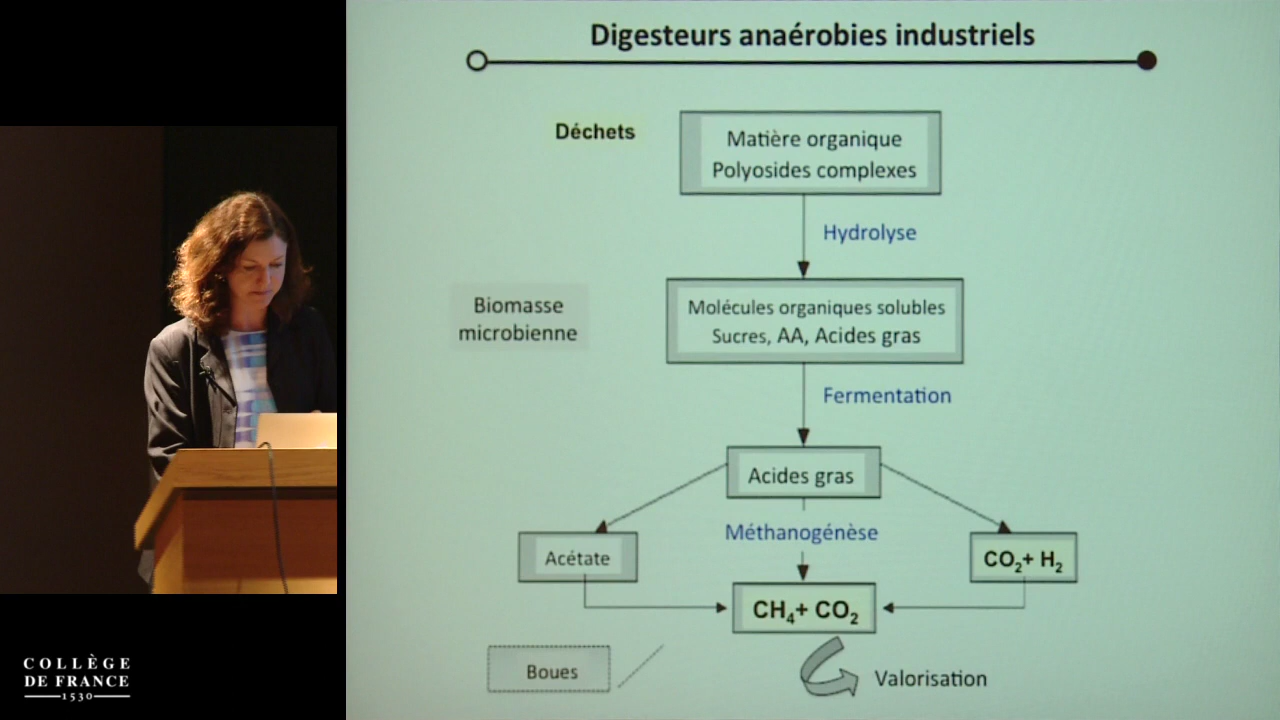 Digesteurs anaérobies industriels
Déchets
Matière organique
Polyosides complexes
Hydrolyse
Biomasse
microbienne
Molécules organiques solubles
Sucres, AA, Acides gras
Fermentation
Acides gras
Méthanogénèse
Acétate
CO₂+ H₂
CH₄+ CO₂
Boues
Valorisation
COLLÈGE
DE FRANCE
1530